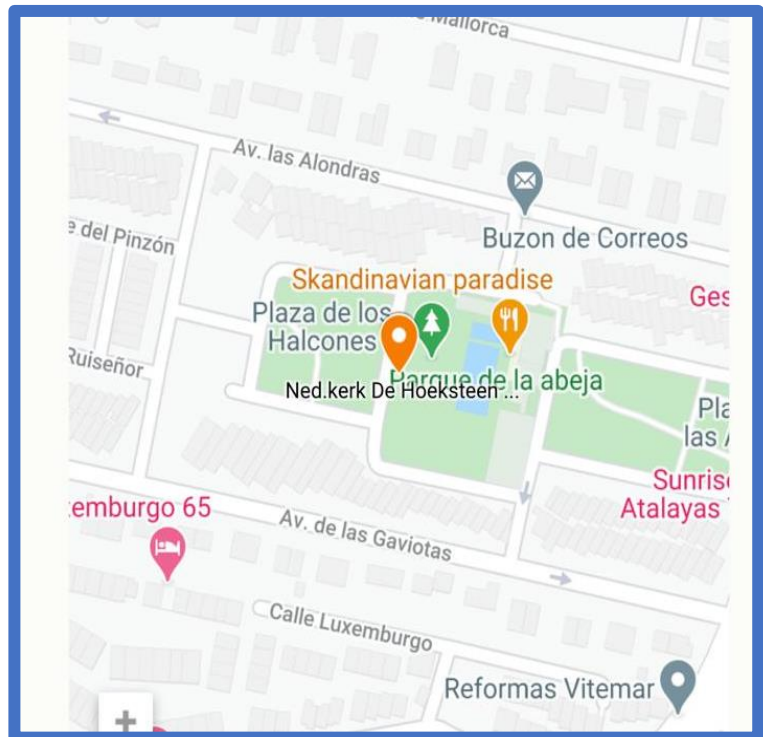 Mallorca
Av. las Alondras
e del Pinzón
Buzon de Correos
Skandinavian paradise
Ges
Plaza de los
Halcones
Ruiseñor
Ned.kerk De Hoeksteen ...
Parque de la abeja
Pla
las
Sunris
Atalayas
emburgo 65
Av. de las Gaviotas
Calle Luxemburgo
Reformas Vitemar
+